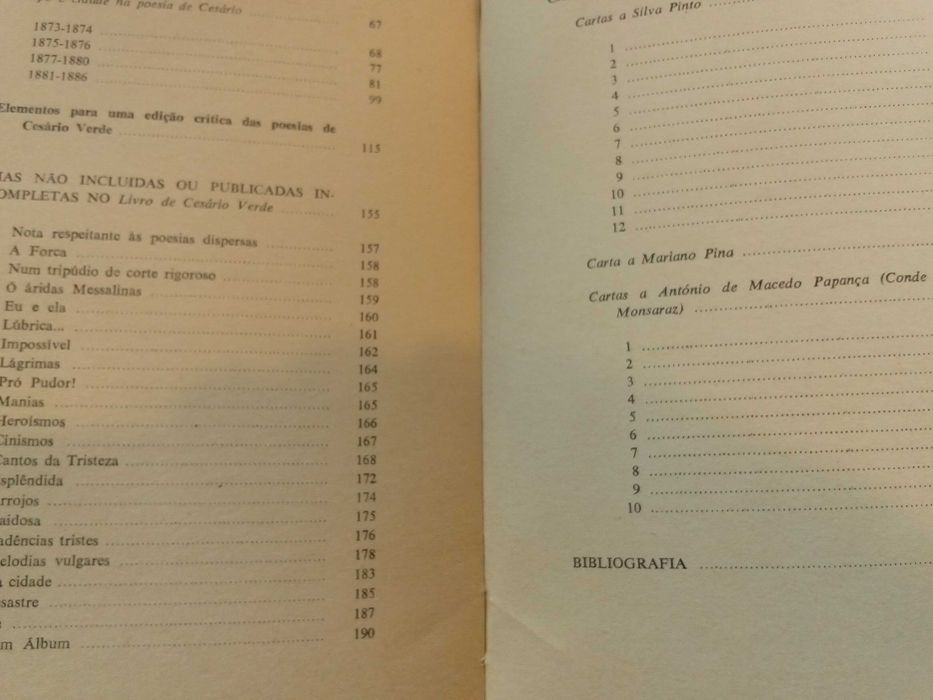 cidade na poesia de Cesário 67
1873-1874 68
1875-1876 77
1877-1880 81
1881-1886 99
Elementos para uma edição crítica das poesias de
Cesário Verde 115
IAS NÃO INCLUIDAS OU PUBLICADAS IN-
OMPLETAS NO Livro de Cesário Verde 155
Nota respeitante às poesias dispersas 157
A Forca 158
Num tripúdio de corte rigoroso 158
Ó áridas Messalinas 159
Eu e ela 160
Lúbrica... 161
Impossível 162
Lágrimas 164
Pró Pudor! 165
Manias 165
Heroísmos 166
Cinismos 167
Cantos da Tristeza 168
splêndida 172
rrojos 174
aidosa 175
adências tristes 176
elodias vulgares 178
a cidade 183
sastre 185
187
m Álbum 190
Cartas a Silva Pinto
1
2
3
4
5
6
7
8
9
10
11
12
Carta a Mariano Pina
Cartas a António de Macedo Papança (Conde
Monsaraz)
1
2
3
4
5
6
7
8
9
10
BIBLIOGRAFIA